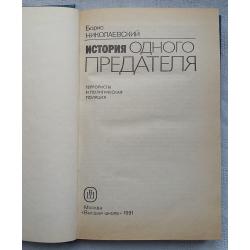 Борис
НИКОЛАЕВСКИЙ
ИСТОРИЯ ОДНОГО
ПРЕДАТЕЛЯ
ТЕРРОРИСТЫ
И ПОЛИТИЧЕСКАЯ
ПОЛИЦИЯ
Москва
«Высшая школа» 1991